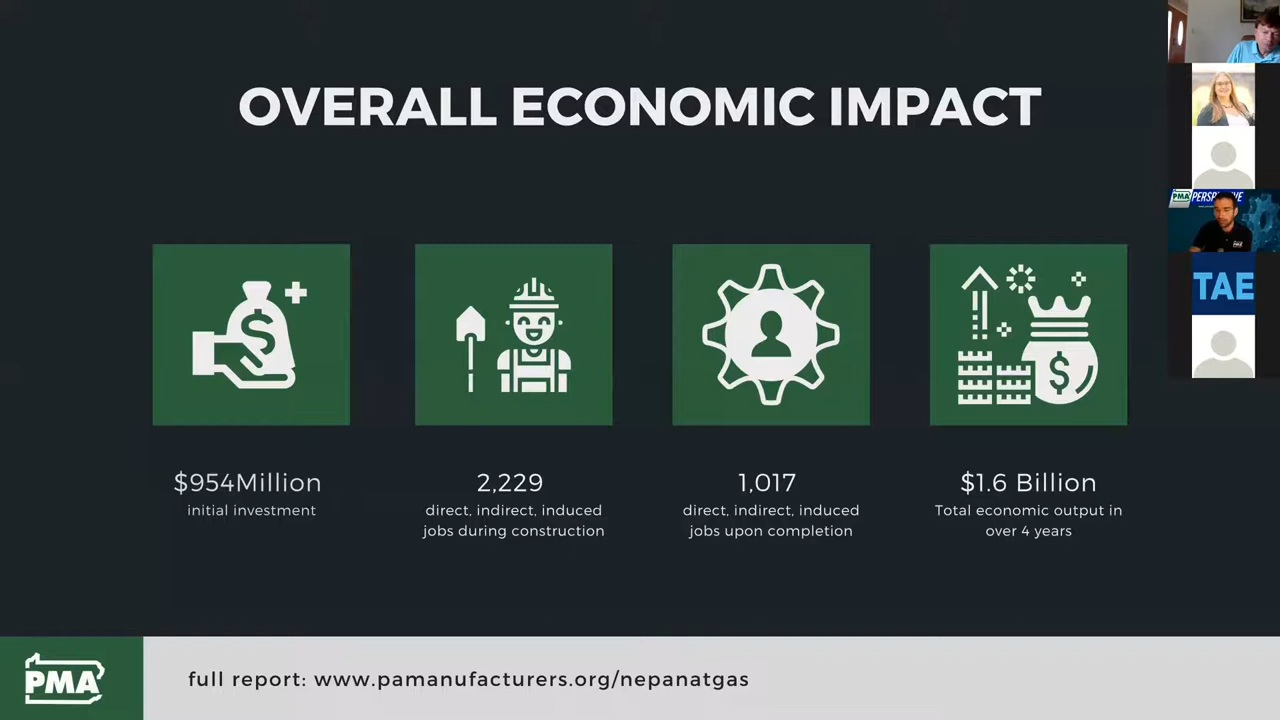 OVERALL ECONOMIC IMPACT
$954Million
initial investment
2,229
direct, indirect, induced
jobs during construction
1,017
direct, indirect, induced
jobs upon completion
$1.6 Billion
Total economic output in
over 4 years
PMA
full report: www.pamanufacturers.org/nepanatgas
PMA
TAE